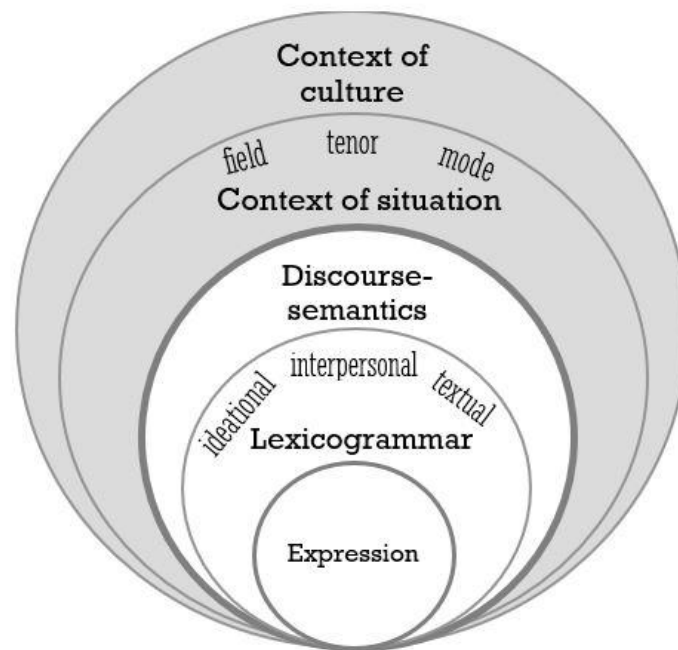 Context of
culture
field tenor mode
Context of situation
Discourse-
semantics
ideational interpersonal textual
Lexicogrammar
Expression